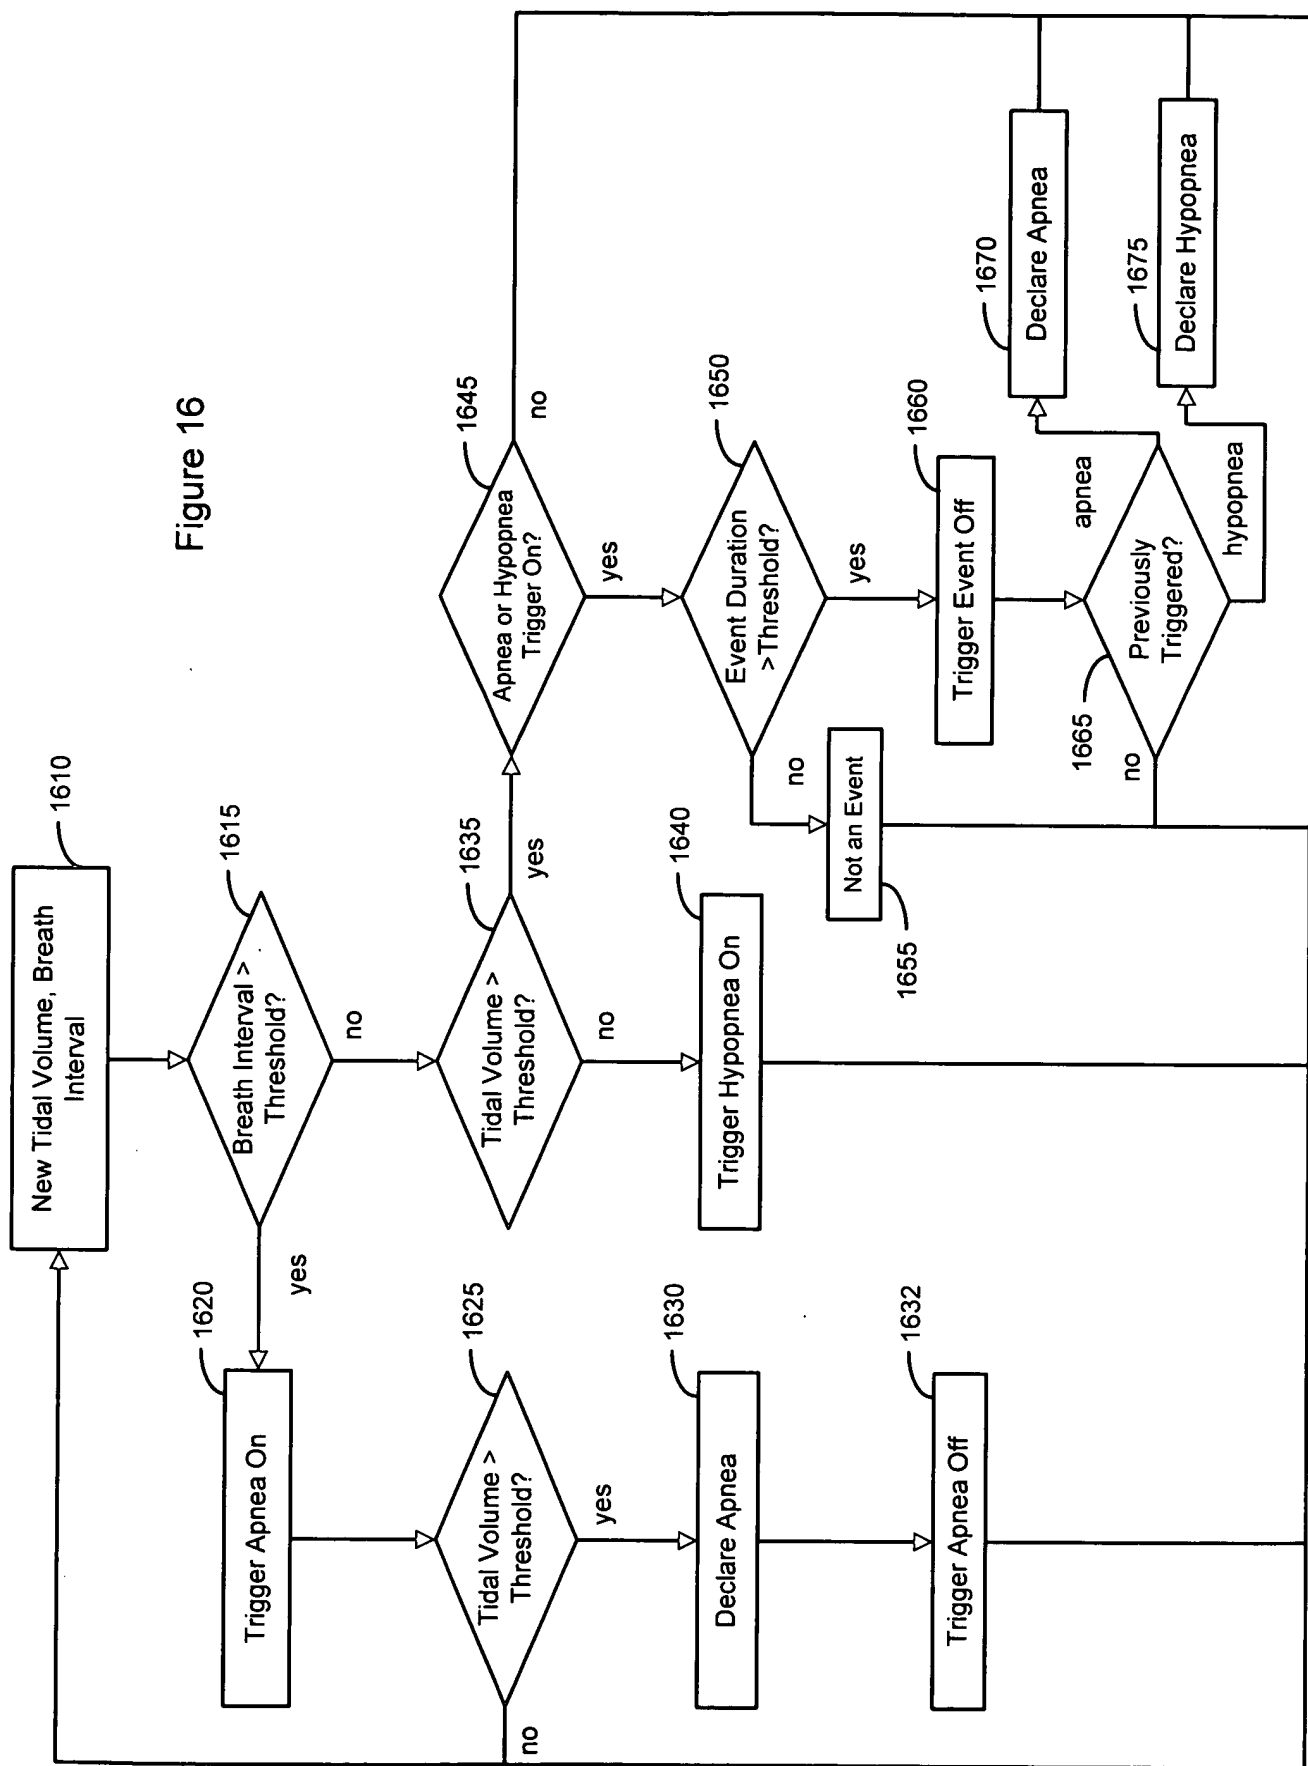 Figure 16
New Tidal Volume, Breath
Interval
1610
Breath Interval >
Threshold?
1615
yes
no
Trigger Apnea On
1620
Tidal Volume >
Threshold?
1625
no
yes
Declare Apnea
1630
Trigger Apnea Off
1632
Tidal Volume >
Threshold?
1635
yes
no
Trigger Hypopnea On
1640
Apnea or Hypopnea
Trigger On?
1645
no
yes
Event Duration
>Threshold?
1650
no
yes
Not an Event
1655
Trigger Event Off
1660
Previously
Triggered?
1665
no
apnea
hypopnea
Declare Apnea
1670
Declare Hypopnea
1675